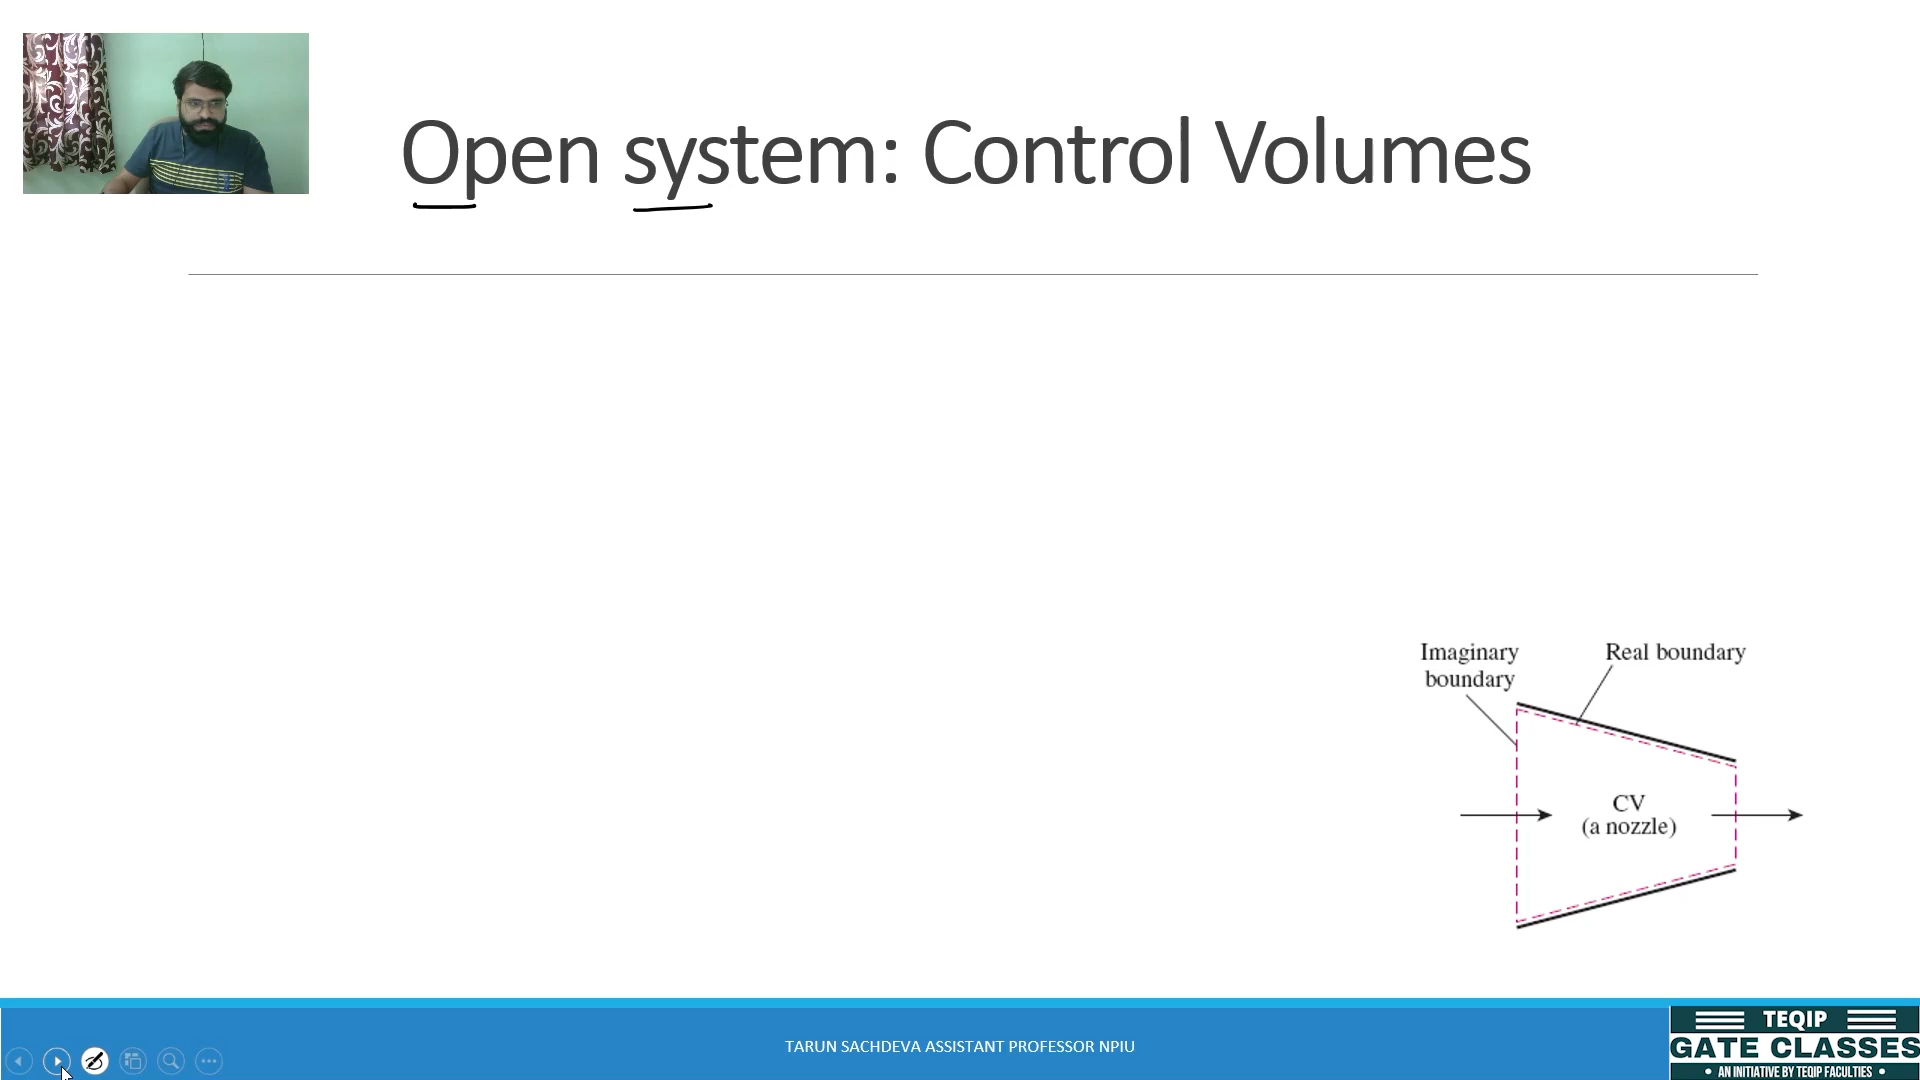 Open system: Control Volumes
Imaginary
boundary
Real boundary
CV
(a nozzle)
TARUN SACHDEVA ASSISTANT PROFESSOR NPIU
TEQIP
GATE CLASSES
• AN INITIATIVE BY TEQIP FACULTIES •